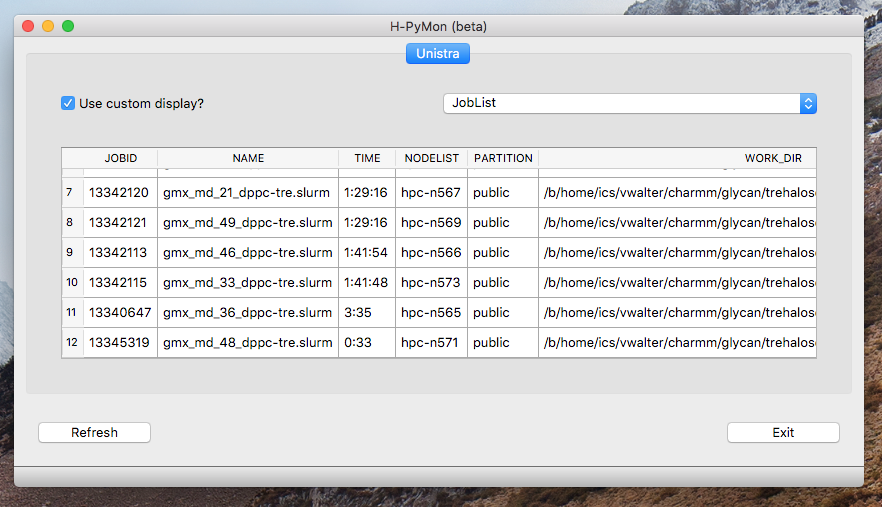 H-PyMon (beta)
Unistra
Use custom display?
JobList
JOBID NAME TIME NODELIST PARTITION WORK_DIR
7 13342120 gmx_md_21_dppc-tre.slurm 1:29:16 hpc-n567 public /b/home/ics/vwalter/charmm/glycan/trehalos
8 13342121 gmx_md_49_dppc-tre.slurm 1:29:16 hpc-n569 public /b/home/ics/vwalter/charmm/glycan/trehalos
9 13342113 gmx_md_46_dppc-tre.slurm 1:41:54 hpc-n566 public /b/home/ics/vwalter/charmm/glycan/trehalos
10 13342115 gmx_md_33_dppc-tre.slurm 1:41:48 hpc-n573 public /b/home/ics/vwalter/charmm/glycan/trehalos
11 13340647 gmx_md_36_dppc-tre.slurm 3:35 hpc-n565 public /b/home/ics/vwalter/charmm/glycan/trehalos
12 13345319 gmx_md_48_dppc-tre.slurm 0:33 hpc-n571 public /b/home/ics/vwalter/charmm/glycan/trehalos
Refresh Exit